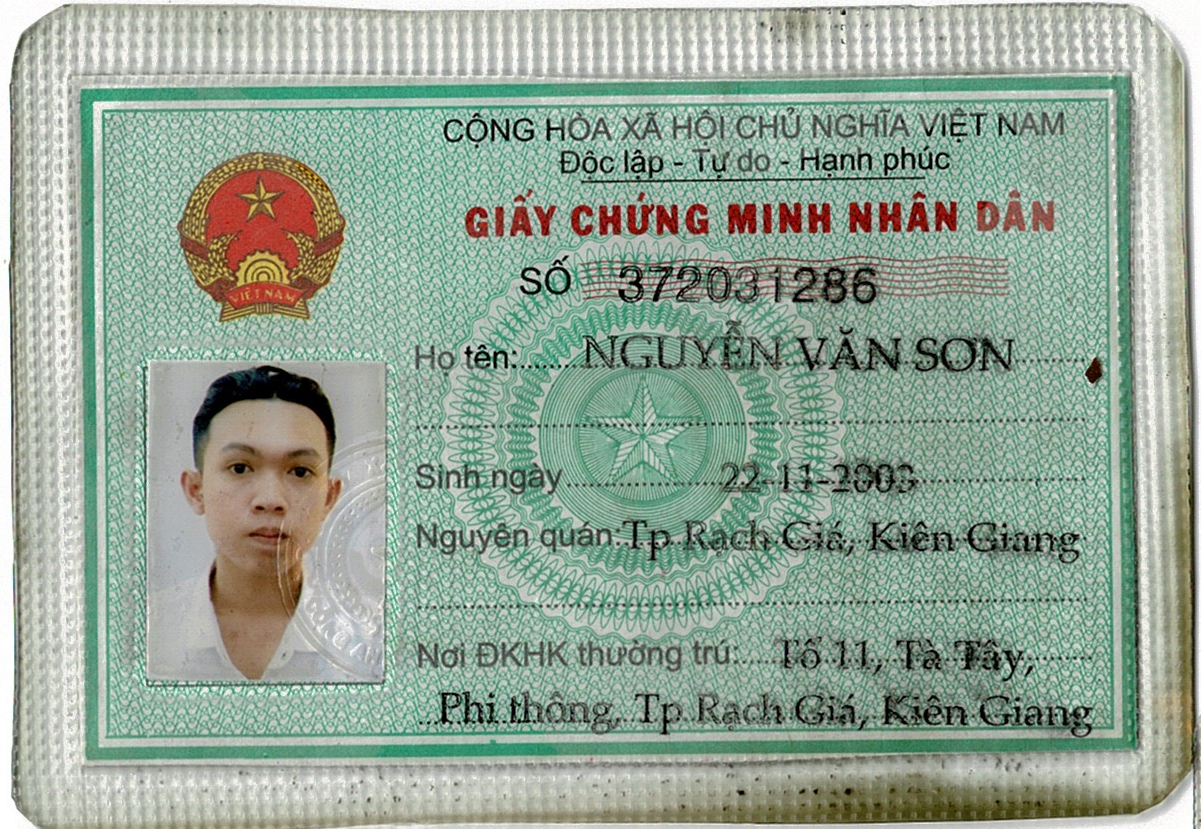 CỘNG HÒA XÃ HỘI CHỦ NGHĨA VIỆT NAM
Độc lập - Tự do - Hạnh phúc
GIẤY CHỨNG MINH NHÂN DÂN
VIỆT NAM
SỐ 372031286
Họ tên: NGUYỄN VĂN SƠN
Sinh ngày 22-11-2003
Nguyên quán: Tp Rạch Giá, Kiên Giang
Nơi ĐKHK thường trú: Tổ 11, Tà Tây,
Phi thông, Tp Rạch Giá, Kiên Giang